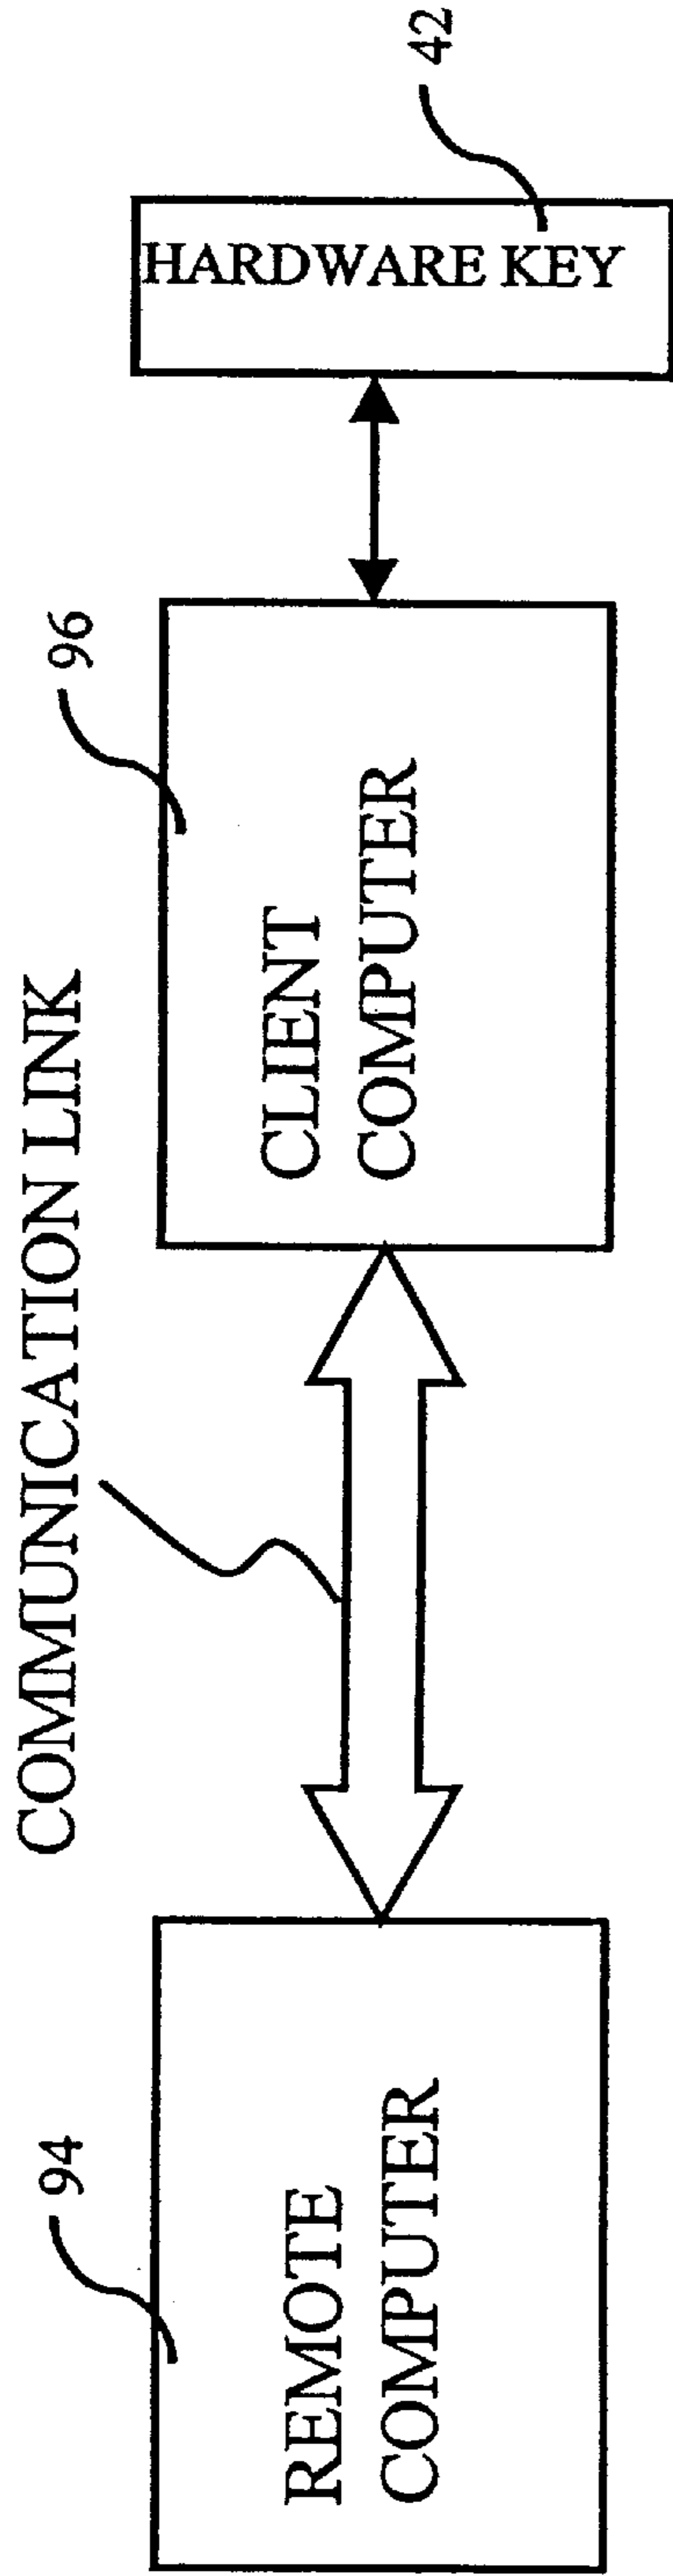 COMMUNICATION LINK
94
REMOTE
COMPUTER
96
CLIENT
COMPUTER
HARDWARE KEY
42